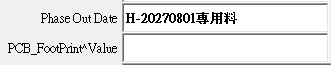 Phase Out Date H-20270801專用料
PCB_FootPrint^Value